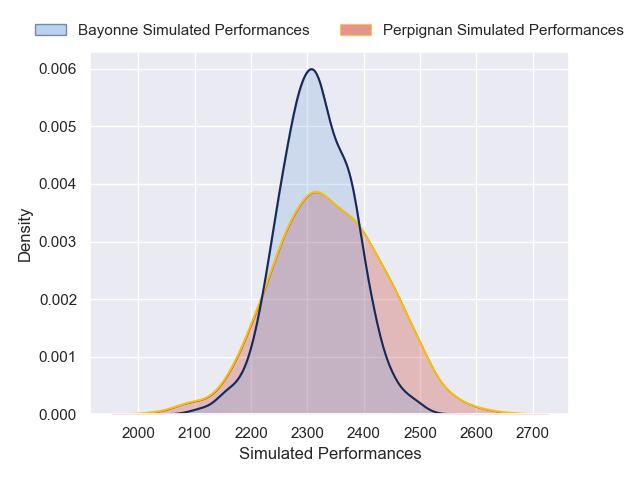 Bayonne Simulated Performances
Perpignan Simulated Performances
0.006
0.005
0.004
0.003
0.002
0.001
0.000
Density
2000 2100 2200 2300 2400 2500 2600 2700
Simulated Performances